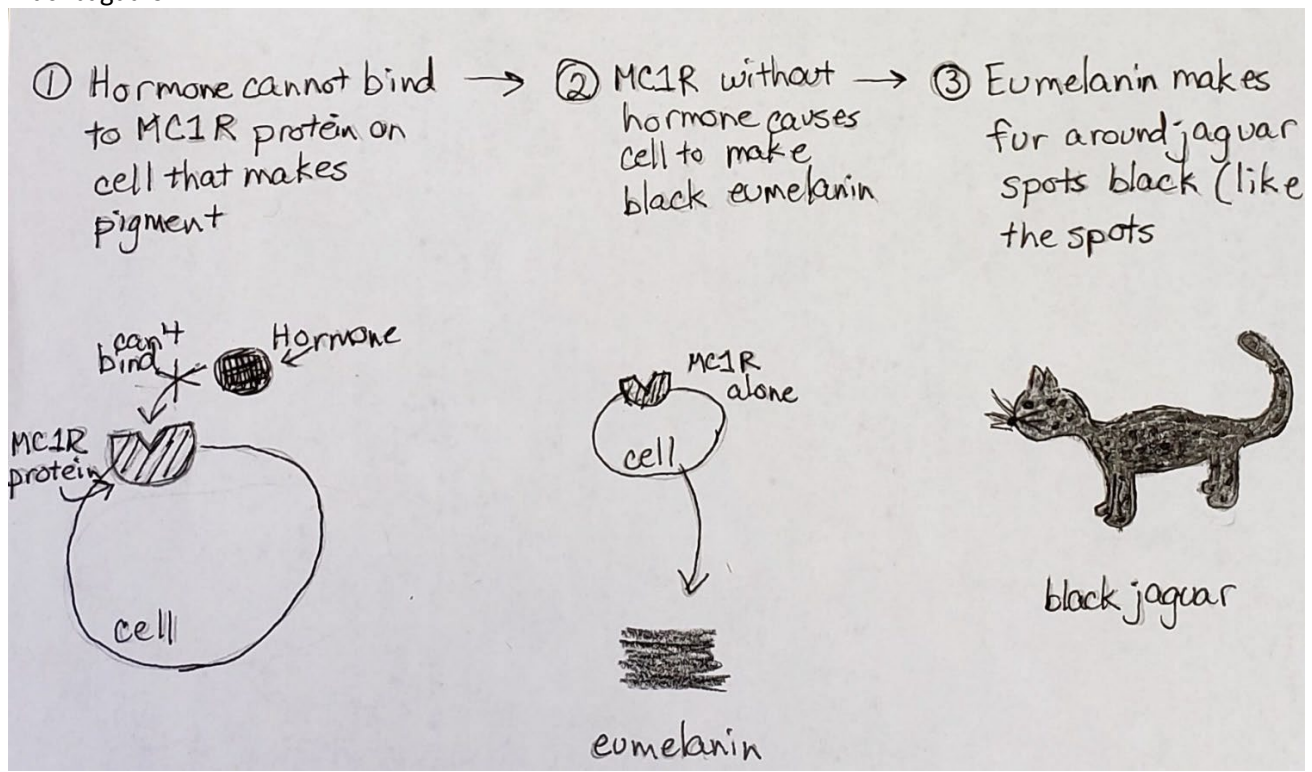 ① Hormone cannot bind
to MC1R protein on
cell that makes
pigment
→
② MC1R without
hormone causes
cell to make
black eumelanin
→
③ Eumelanin makes
fur around jaguar
spots black (like
the spots
can't
bind
Hormone
MC1R
protein
cell
MC1R
alone
cell
eumelanin
black jaguar